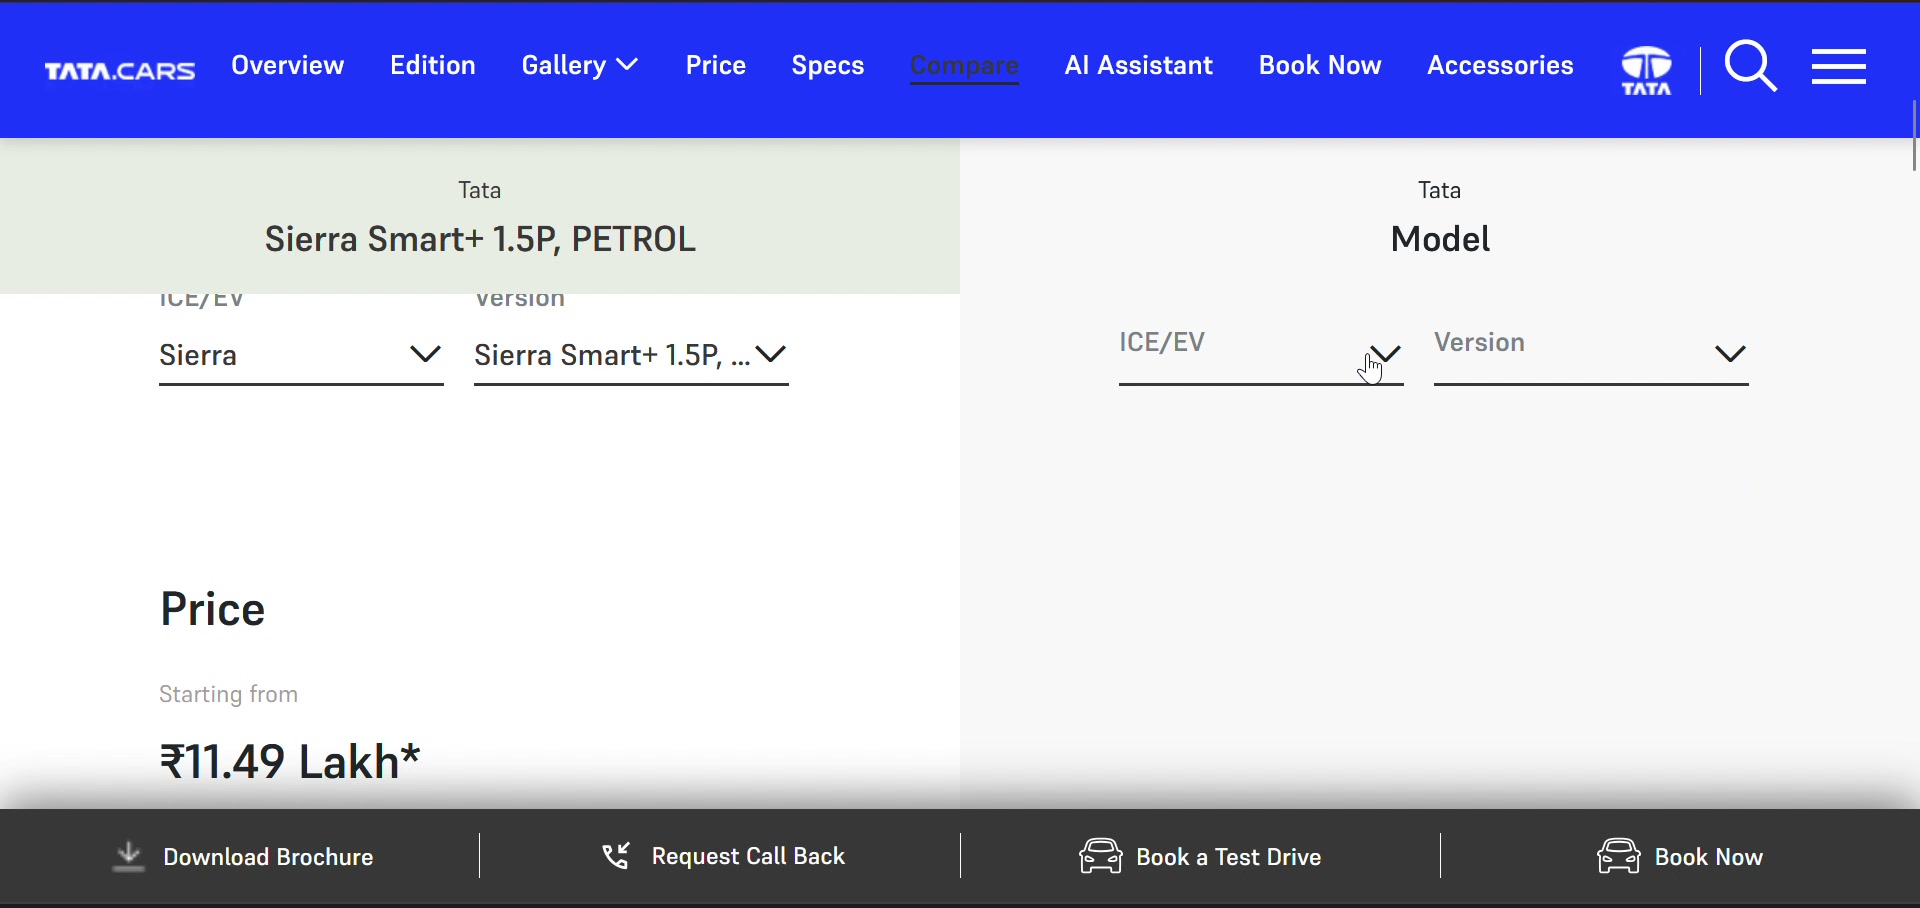 TATA.CARS Overview Edition Gallery Price Specs Compare AI Assistant Book Now Accessories TATA
Tata
Sierra Smart+ 1.5P, PETROL
ICE/EV Version
Sierra Sierra Smart+ 1.5P, ...
Tata
Model
ICE/EV Version
Price
Starting from
₹11.49 Lakh*
Download Brochure Request Call Back Book a Test Drive Book Now